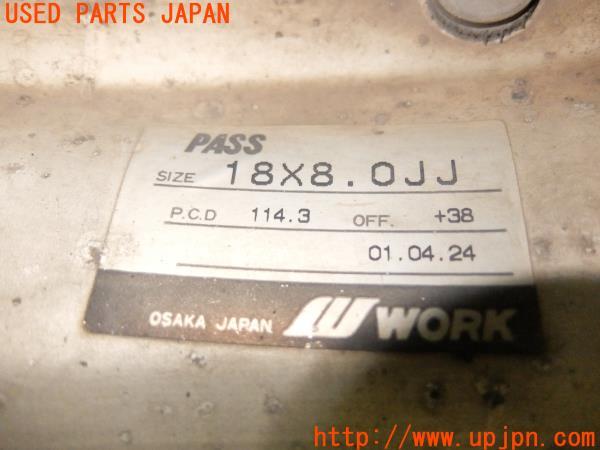 USED PARTS JAPAN
PASS
SIZE 18X8.0JJ
P.C.D 114.3 OFF. +38
01.04.24
OSAKA JAPAN W WORK
http://www.upjpn.com